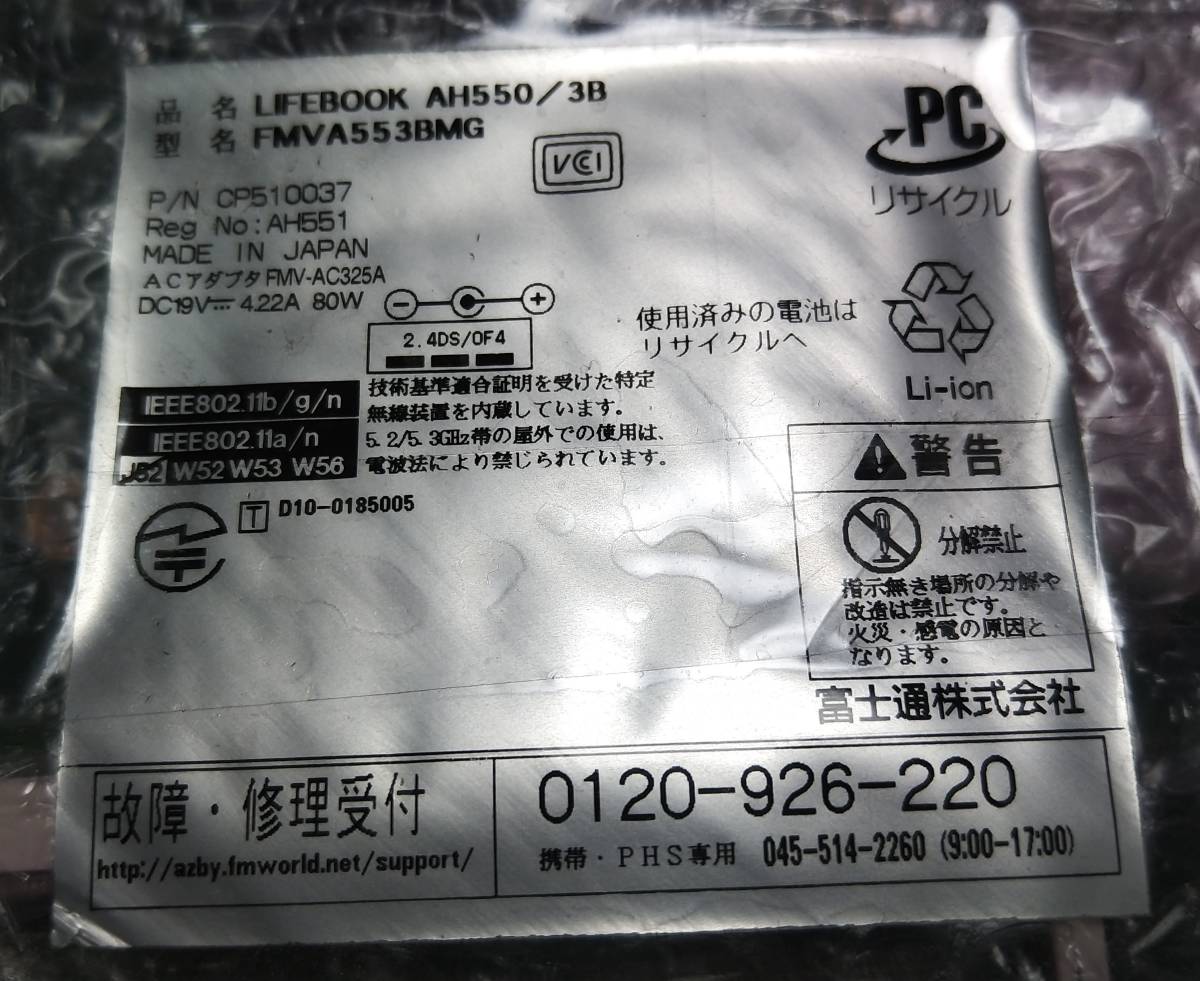 品 名 LIFEBOOK AH550/3B
型 名 FMVA553BMG
VCI
PC
リサイクル
P/N CP510037
Reg No:AH551
MADE IN JAPAN
ACアダプタ FMV-AC325A
DC19V⎓ 4.22A 80W
− +
2.4DS/OF4
使用済みの電池は
リサイクルへ
Li-ion
IEEE802.11b/g/n
IEEE802.11a/n
J52 W52 W53 W56
技術基準適合証明を受けた特定
無線装置を内蔵しています。
5.2/5.3GHz帯の屋外での使用は、
電波法により禁じられています。
T D10-0185005
警告
分解禁止
指示無き場所の分解や
改造は禁止です。
火災・感電の原因と
なります。
富士通株式会社
故障・修理受付
http://azby.fmworld.net/support/
0120-926-220
携帯・PHS専用 045-514-2260 (9:00-17:00)